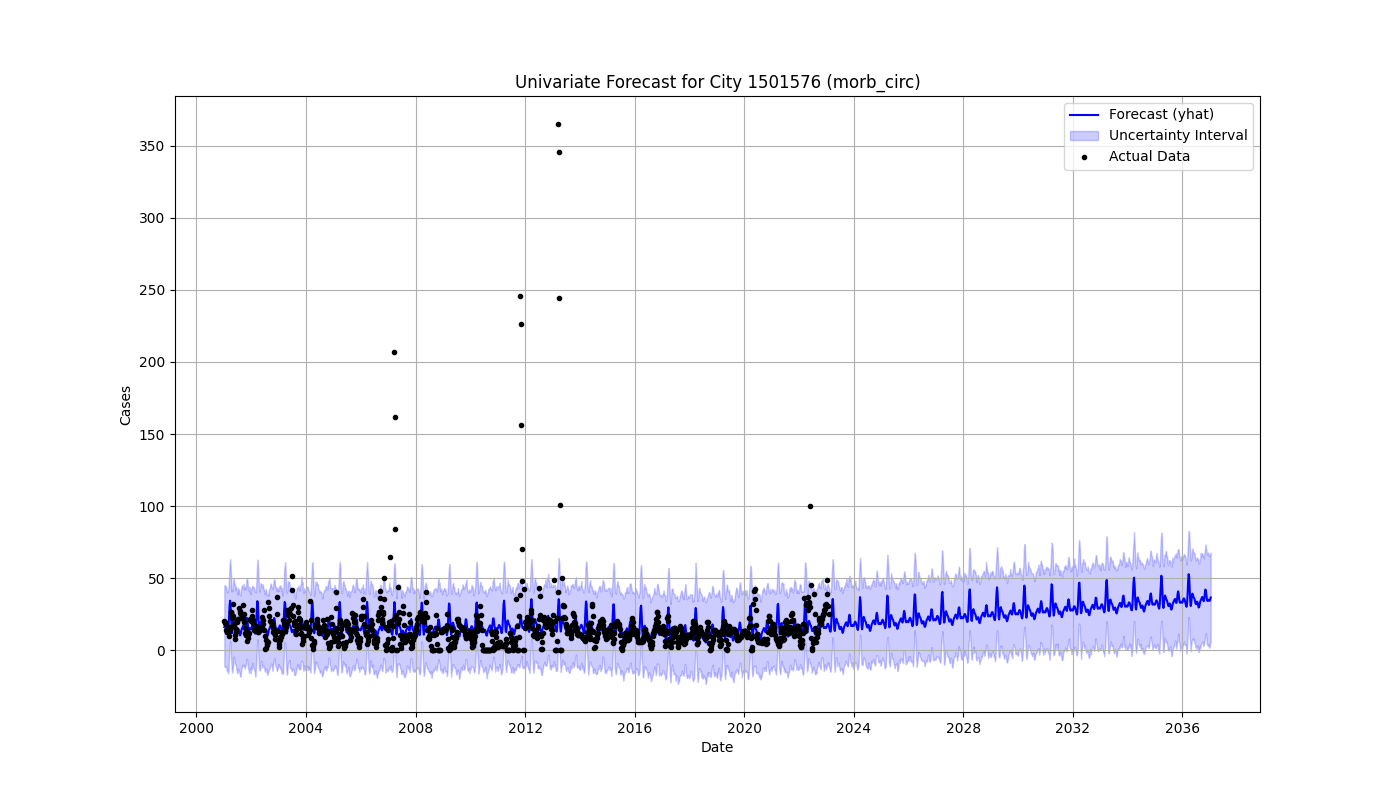 Univariate Forecast for City 1501576 (morb_circ)
Forecast (yhat)
Uncertainty Interval
Actual Data
350
300
250
200
150
100
50
0
Cases
2000 2004 2008 2012 2016 2020 2024 2028 2032 2036
Date